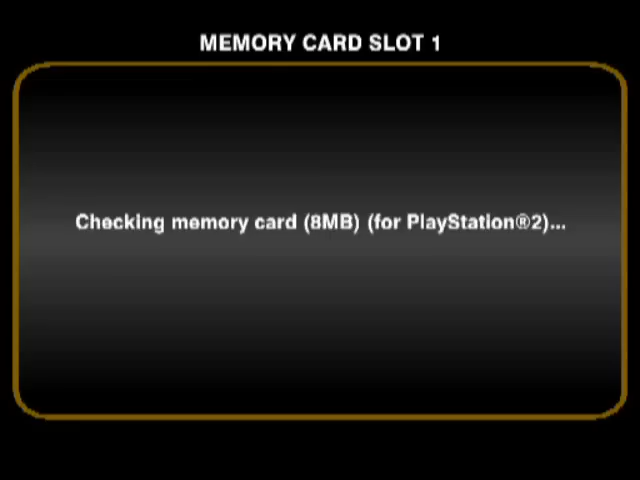 MEMORY CARD SLOT 1
Checking memory card (8MB) (for PlayStation®2)...